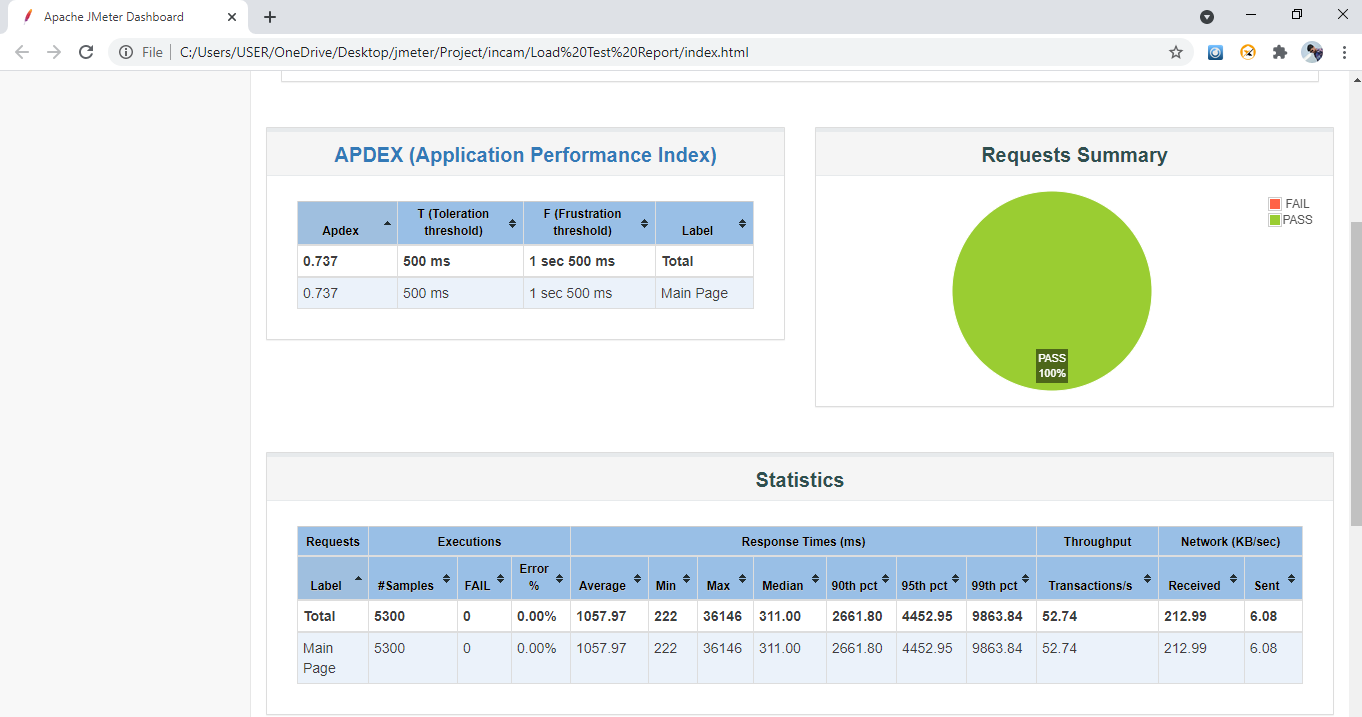 Apache JMeter Dashboard
File C:/Users/USER/OneDrive/Desktop/jmeter/Project/incam/Load%20Test%20Report/index.html
APDEX (Application Performance Index)
Apdex T (Toleration threshold) F (Frustration threshold) Label
0.737 500 ms 1 sec 500 ms Total
0.737 500 ms 1 sec 500 ms Main Page
Requests Summary
FAIL
PASS
PASS
100%
Statistics
Requests Executions Response Times (ms) Throughput Network (KB/sec)
Label #Samples FAIL Error % Average Min Max Median 90th pct 95th pct 99th pct Transactions/s Received Sent
Total 5300 0 0.00% 1057.97 222 36146 311.00 2661.80 4452.95 9863.84 52.74 212.99 6.08
Main Page 5300 0 0.00% 1057.97 222 36146 311.00 2661.80 4452.95 9863.84 52.74 212.99 6.08